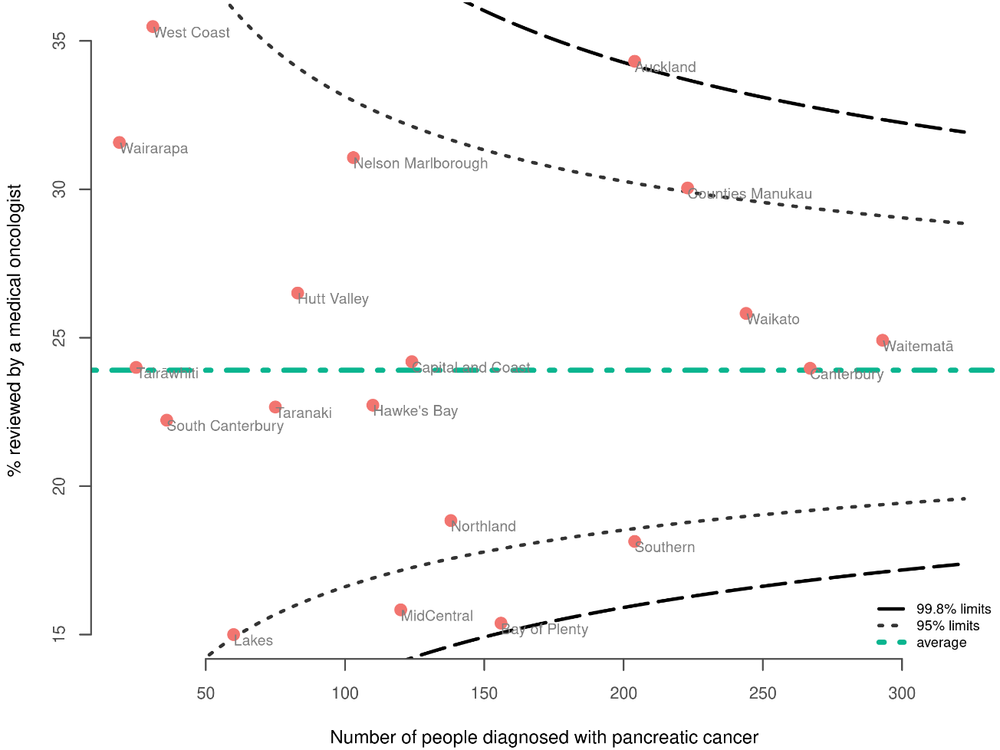 35
West Coast
Auckland
Wairarapa
Nelson Marlborough
30
Counties Manukau
% reviewed by a medical oncologist
Hutt Valley
Waikato
25
Waitematā
Capital and Coast
Tairāwhiti
Canterbury
Taranaki
Hawke's Bay
South Canterbury
20
Northland
Southern
99.8% limits
MidCentral
95% limits
Bay of Plenty
15
Lakes
average
50 100 150 200 250 300
Number of people diagnosed with pancreatic cancer